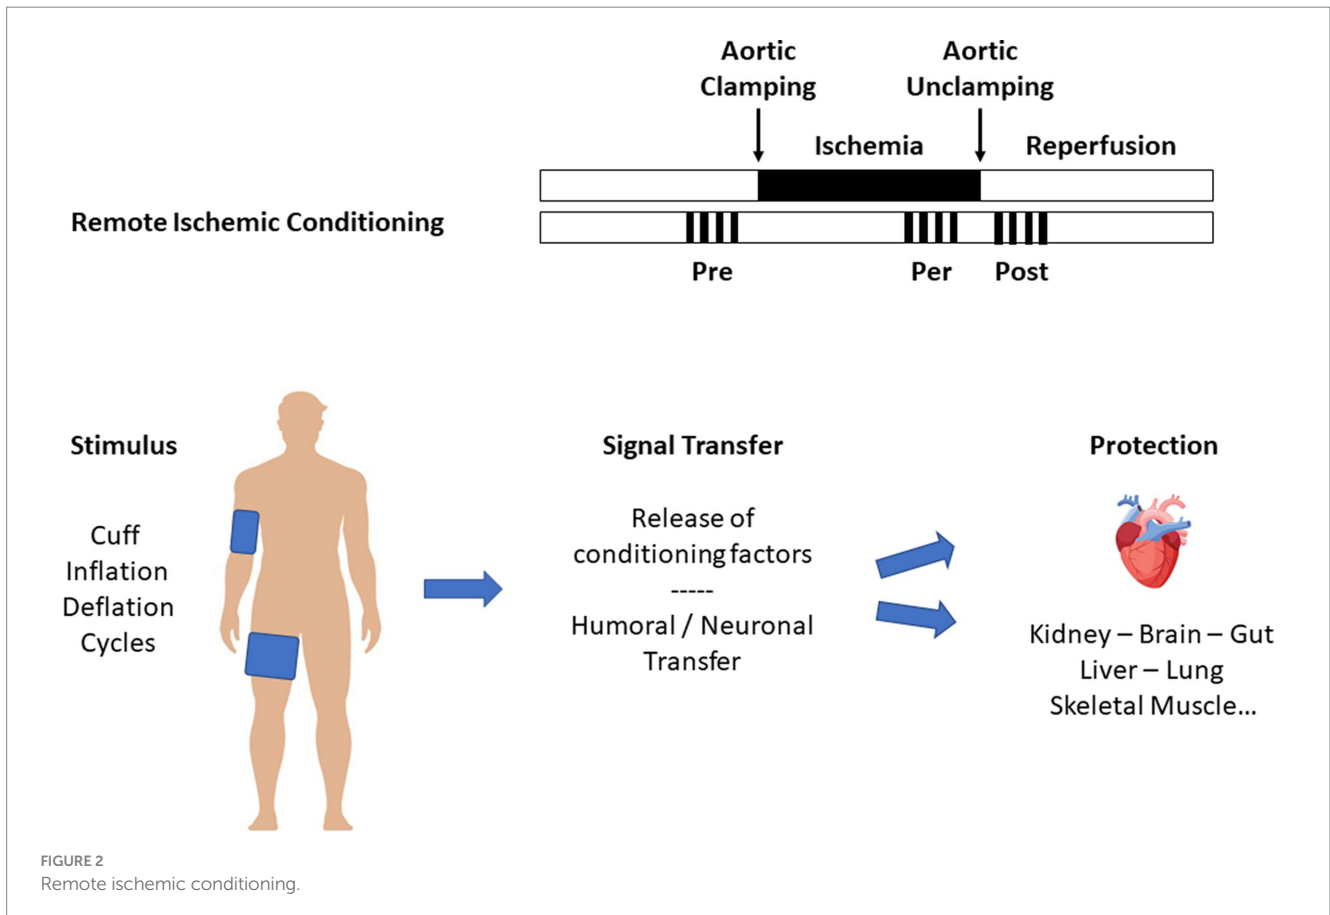 Aortic
Clamping
Aortic
Unclamping
Ischemia
Reperfusion
Remote Ischemic Conditioning
Pre
Per
Post
Stimulus
Cuff
Inflation
Deflation
Cycles
Signal Transfer
Release of
conditioning factors
-----
Humoral / Neuronal
Transfer
Protection
Kidney – Brain – Gut
Liver – Lung
Skeletal Muscle...
FIGURE 2
Remote ischemic conditioning.